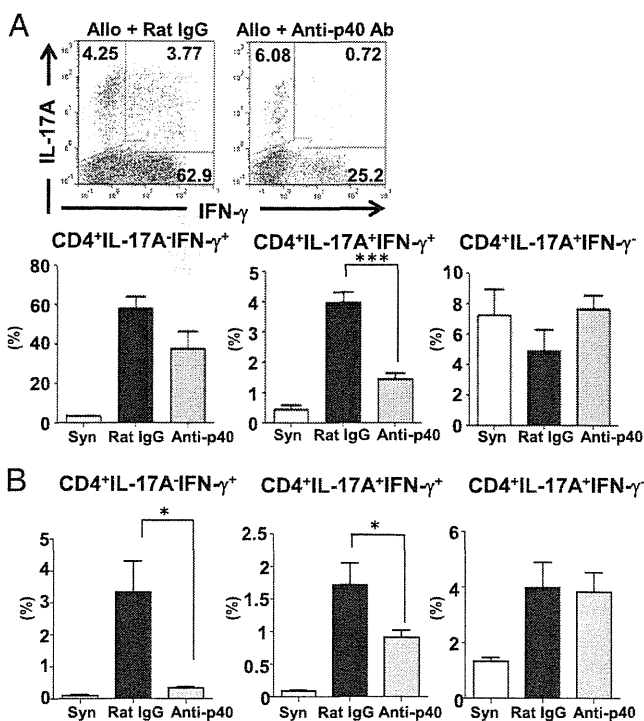 A
Allo + Rat IgG Allo + Anti-p40 Ab
4.25 3.77 6.08 0.72
62.9 25.2
IL-17A
IFN-γ
CD4⁺IL-17A⁻IFN-γ⁺ CD4⁺IL-17A⁺IFN-γ⁺ CD4⁺IL-17A⁺IFN-γ⁻
***
80 5 10
60 4 8
40 3 6
20 2 4
0 1 2
0 0
(%) (%) (%)
Syn Rat IgG Anti-p40 Syn Rat IgG Anti-p40 Syn Rat IgG Anti-p40
B
CD4⁺IL-17A⁻IFN-γ⁺ CD4⁺IL-17A⁺IFN-γ⁺ CD4⁺IL-17A⁺IFN-γ⁻
* *
5 2.5 6
4 2 4
3 1.5 2
2 1 0
1 0.5
0 0
(%) (%) (%)
Syn Rat IgG Anti-p40 Syn Rat IgG Anti-p40 Syn Rat IgG Anti-p40